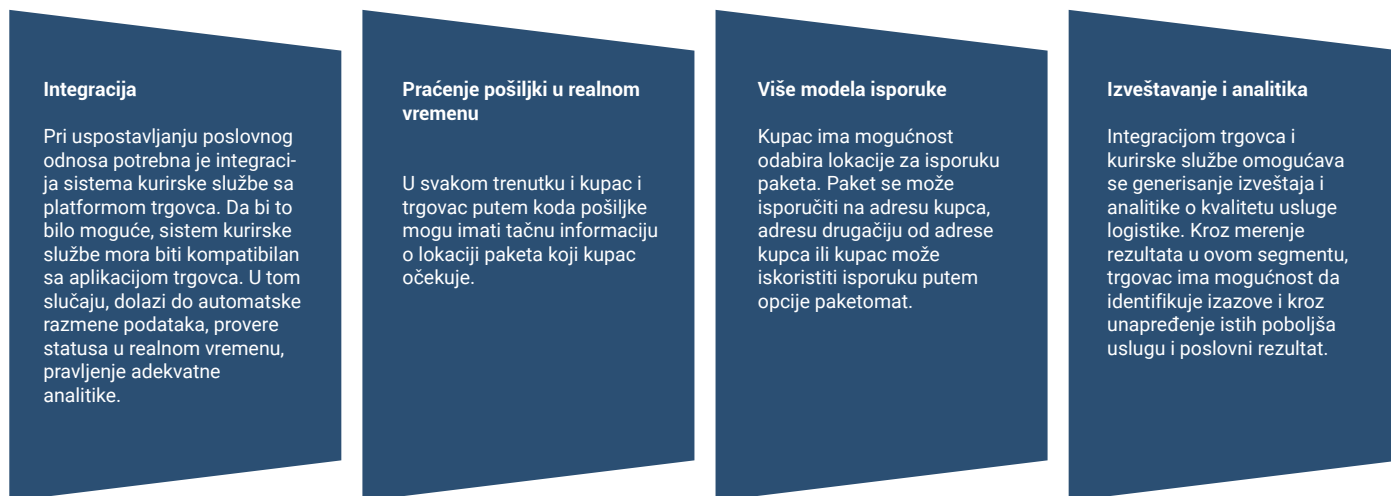 Integracija
Pri uspostavljanju poslovnog
odnosa potrebna je integraci-
ja sistema kurirske službe sa
platformom trgovca. Da bi to
bilo moguće, sistem kurirske
službe mora biti kompatibilan
sa aplikacijom trgovca. U tom
slučaju, dolazi do automatske
razmene podataka, provere
statusa u realnom vremenu,
pravljenje adekvatne
analitike.
Praćenje pošiljki u realnom
vremenu
U svakom trenutku i kupac i
trgovac putem koda pošiljke
mogu imati tačnu informaciju
o lokaciji paketa koji kupac
očekuje.
Više modela isporuke
Kupac ima mogućnost
odabira lokacije za isporuku
paketa. Paket se može
isporučiti na adresu kupca,
adresu drugačiju od adrese
kupca ili kupac može
iskoristiti isporuku putem
opcije paketomat.
Izveštavanje i analitika
Integracijom trgovca i
kurirske službe omogućava
se generisanje izveštaja i
analitike o kvalitetu usluge
logistike. Kroz merenje
rezultata u ovom segmentu,
trgovac ima mogućnost da
identifikuje izazove i kroz
unapređenje istih poboljša
uslugu i poslovni rezultat.